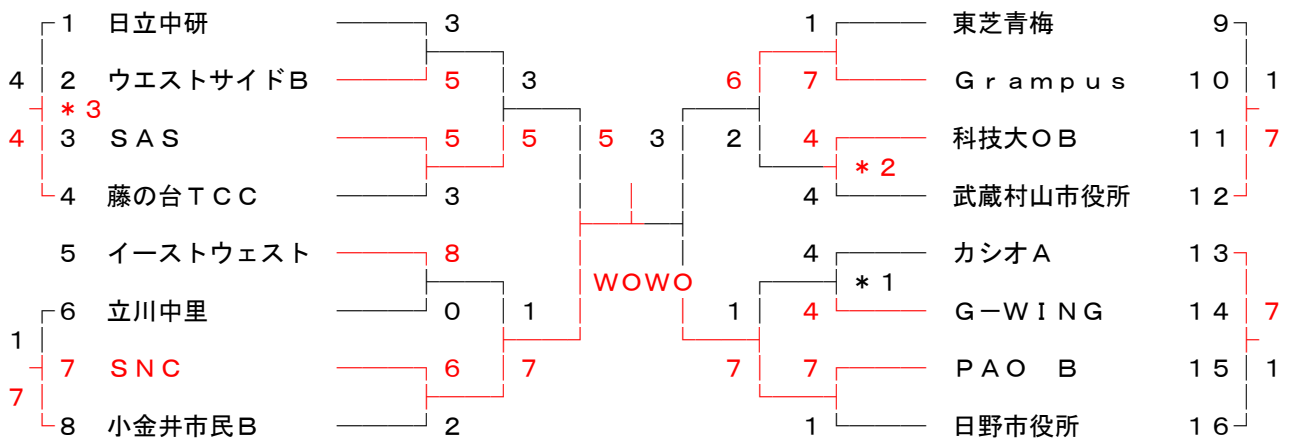 1 日立中研 3 1 東芝青梅 9
4 2 ウエストサイドB 5 3 6 7 Grampus 10 1
*3
4 3 SAS 5 5 5 3 2 4 科技大OB 11 7
*2
4 藤の台TCC 3 4 武蔵村山市役所 12
5 イーストウェスト 8 4 カシオA 13
WOWO *1
6 立川中里 0 1 1 4 G-WING 14 7
1
7 SNC 6 7 7 7 PAO B 15 1
7
8 小金井市民B 2 1 日野市役所 16